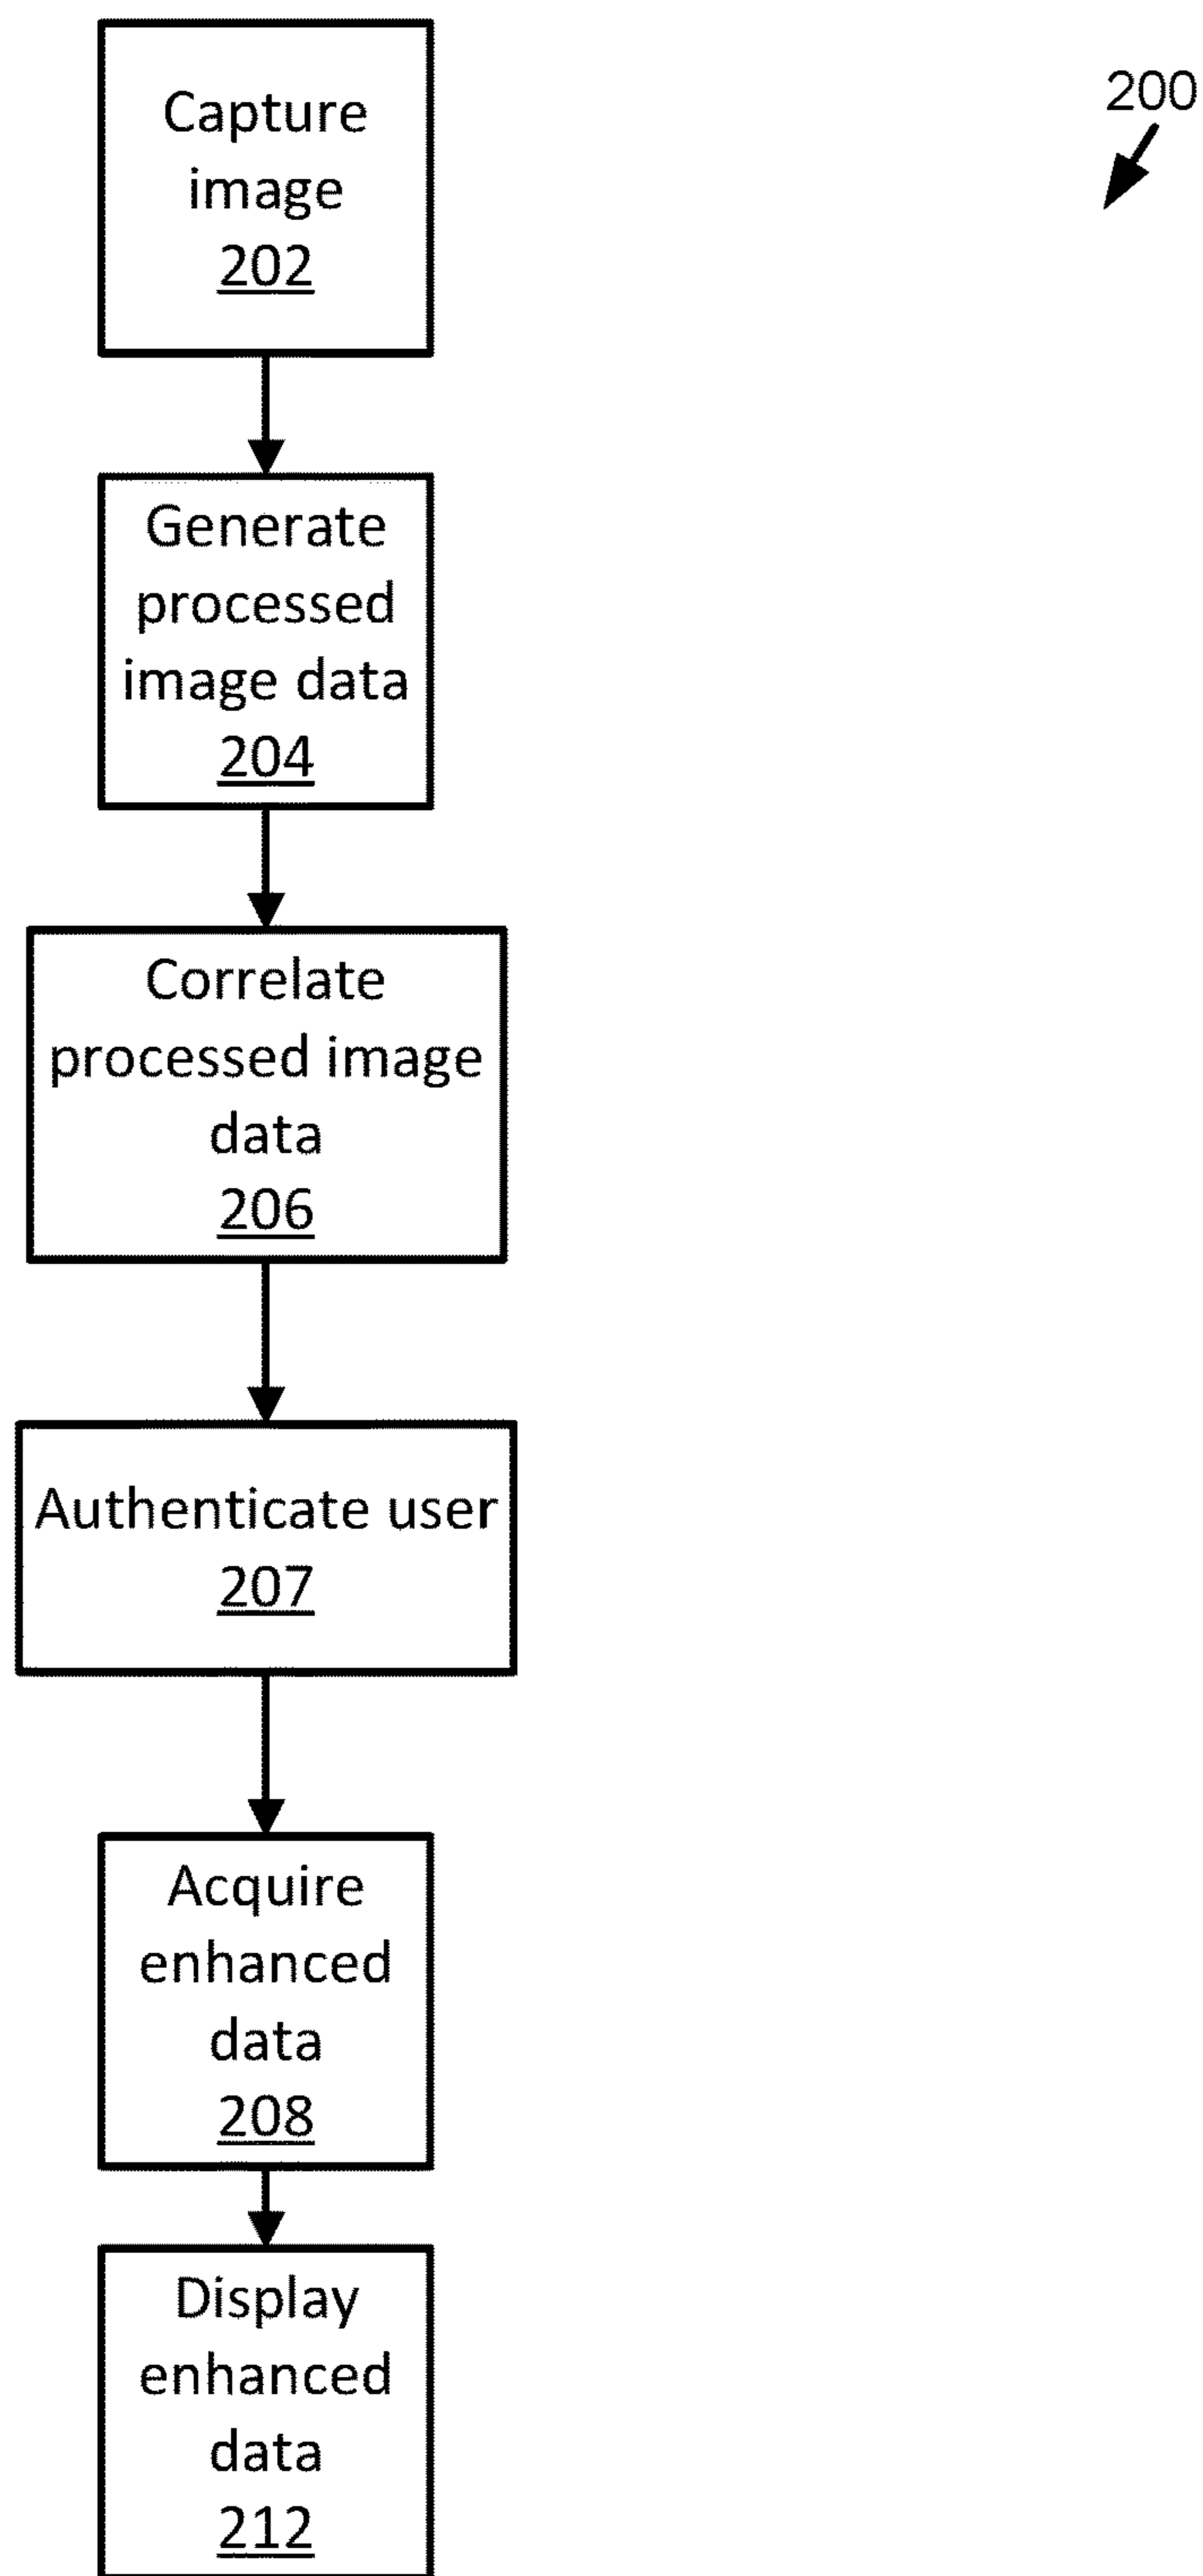 200
Capture
image
202
Generate
processed
image data
204
Correlate
processed image
data
206
Authenticate user
207
Acquire
enhanced
data
208
Display
enhanced
data
212